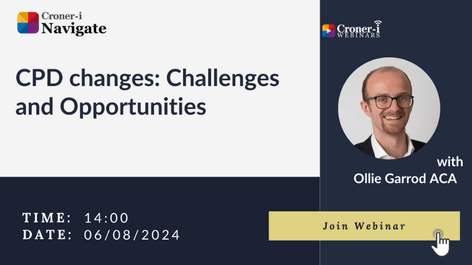 Croner-i
Navigate
Croner-i
WEBINARS
CPD changes: Challenges
and Opportunities
with
Ollie Garrod ACA
TIME: 14:00
DATE: 06/08/2024
Join Webinar